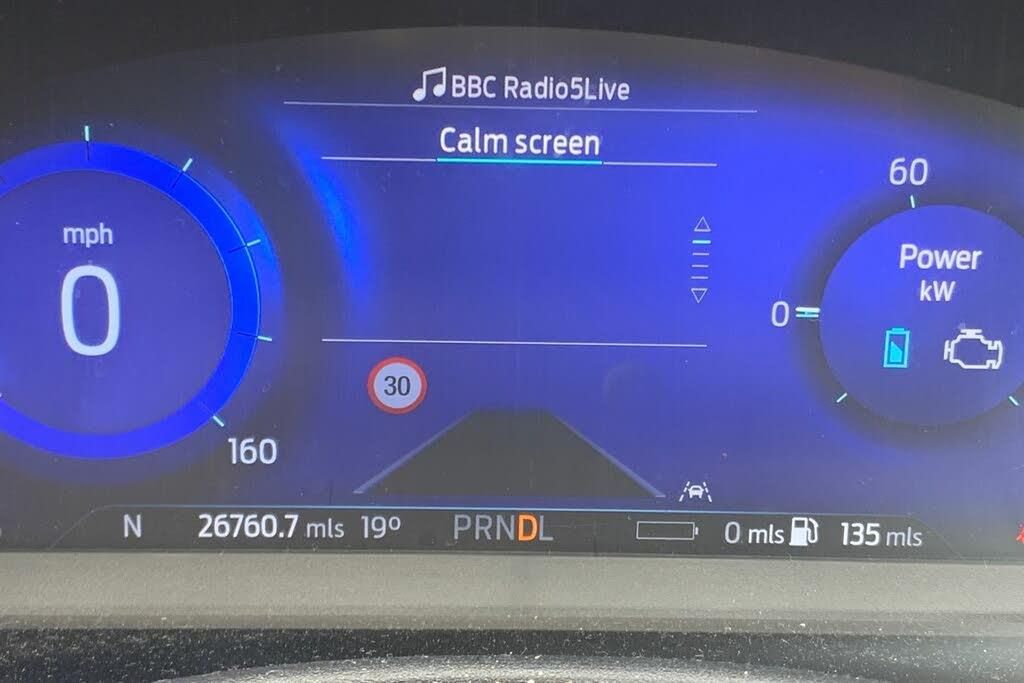 BBC Radio5Live
Calm screen
mph
0
160
60
Power
kW
0
30
N 26760.7 mls 19º PRNDL 0 mls 135 mls